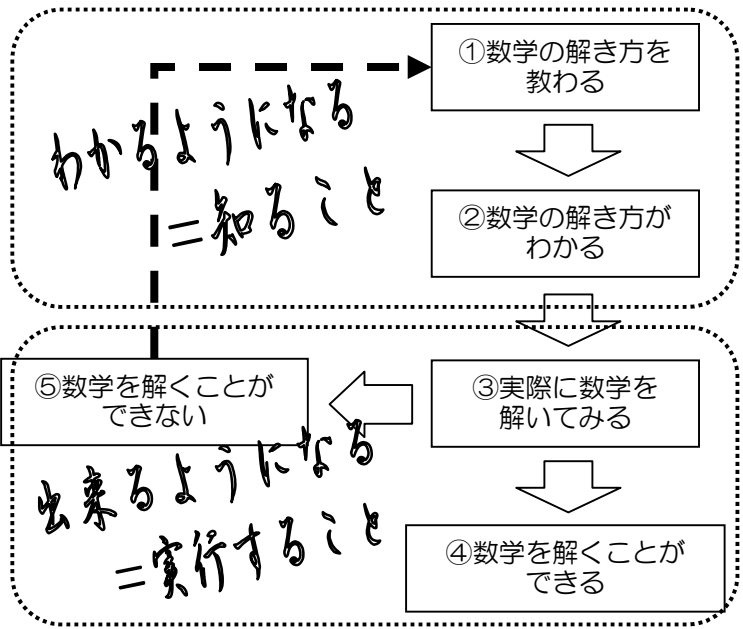 ①数学の解き方を
教わる
わかるようになる
＝知ること
②数学の解き方が
わかる
⑤数学を解くことが
できない
③実際に数学を
解いてみる
出来るようになる
＝実行すること
④数学を解くことが
できる